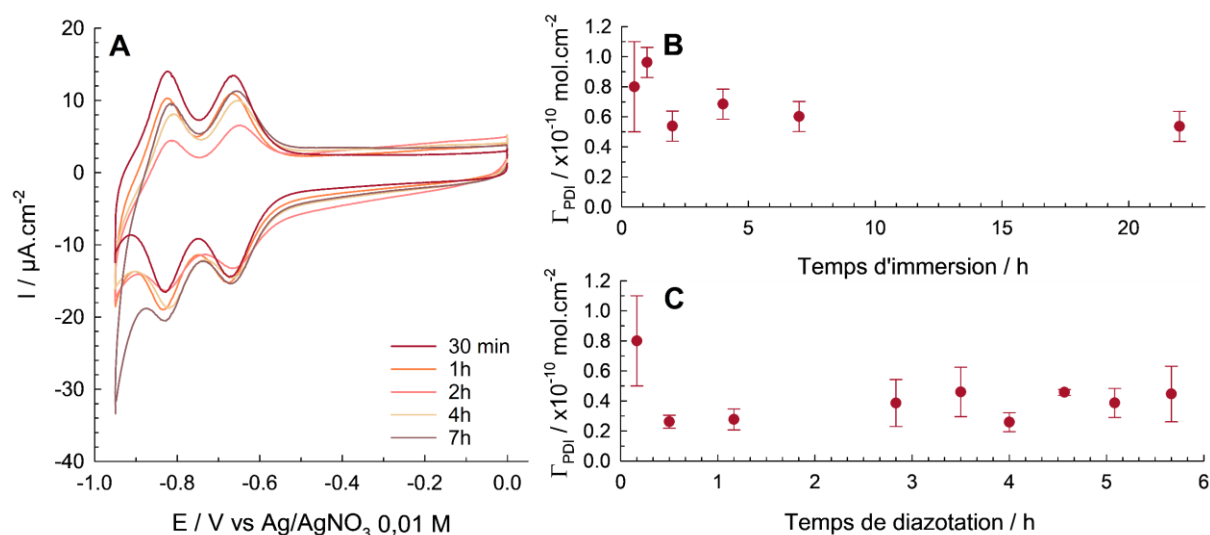 A
20
10
0
-10
-20
-30
-40
I / µA.cm-2
-1.0 -0.8 -0.6 -0.4 -0.2 0.0
E / V vs Ag/AgNO3 0,01 M
30 min
1h
2h
4h
7h
B
1.2
1.0
0.8
0.6
0.4
0.2
0.0
ΓPDI / x10-10 mol.cm-2
0 5 10 15 20
Temps d'immersion / h
C
1.2
1.0
0.8
0.6
0.4
0.2
0.0
ΓPDI / x10-10 mol.cm-2
0 1 2 3 4 5 6
Temps de diazotation / h